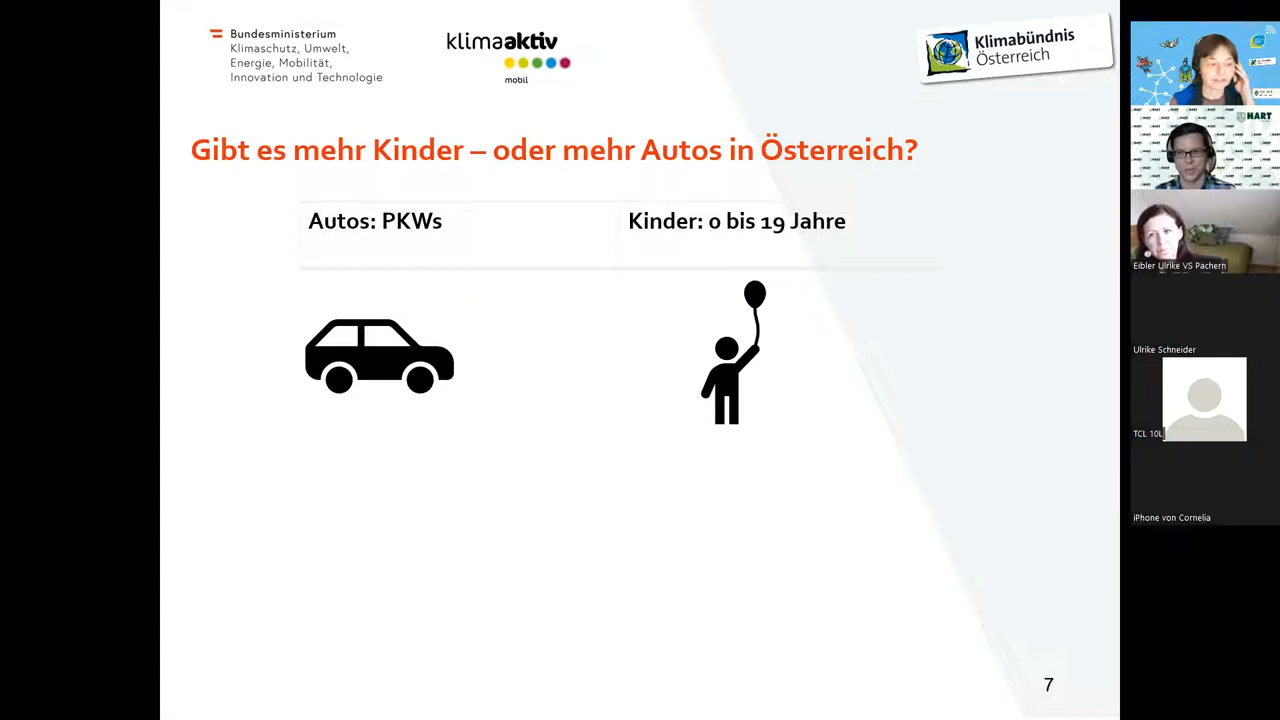 Bundesministerium
Klimaschutz, Umwelt,
Energie, Mobilität,
Innovation und Technologie
klimaaktiv
mobil
Klimabündnis
Österreich
Gibt es mehr Kinder – oder mehr Autos in Österreich?
Autos: PKWs
Kinder: 0 bis 19 Jahre
7
HART
Eibler Ulrike VS Pachern
Ulrike Schneider
TCL 10L
iPhone von Cornelia